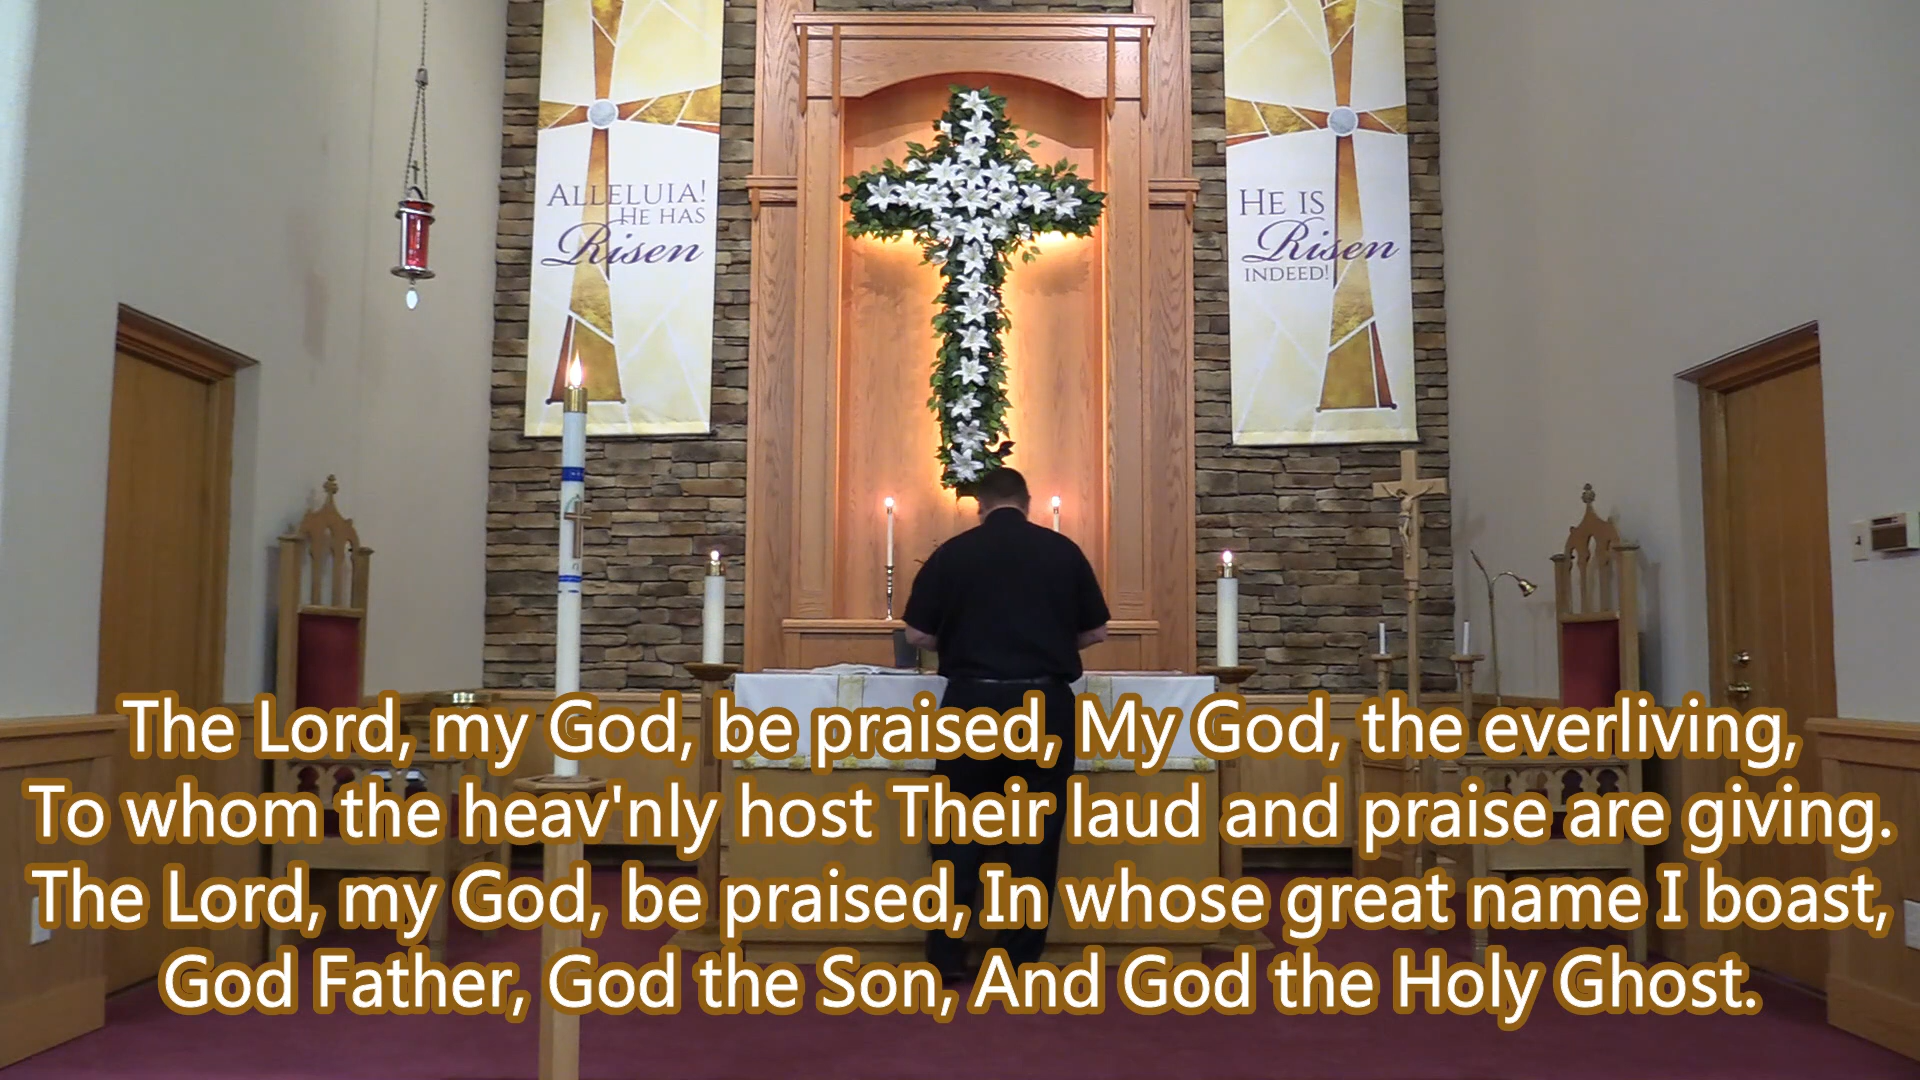 ALLELUIA!
HE HAS
Risen
HE IS
Risen
INDEED!
The Lord, my God, be praised, My God, the everliving,
To whom the heav'nly host Their laud and praise are giving.
The Lord, my God, be praised, In whose great name I boast,
God Father, God the Son, And God the Holy Ghost.